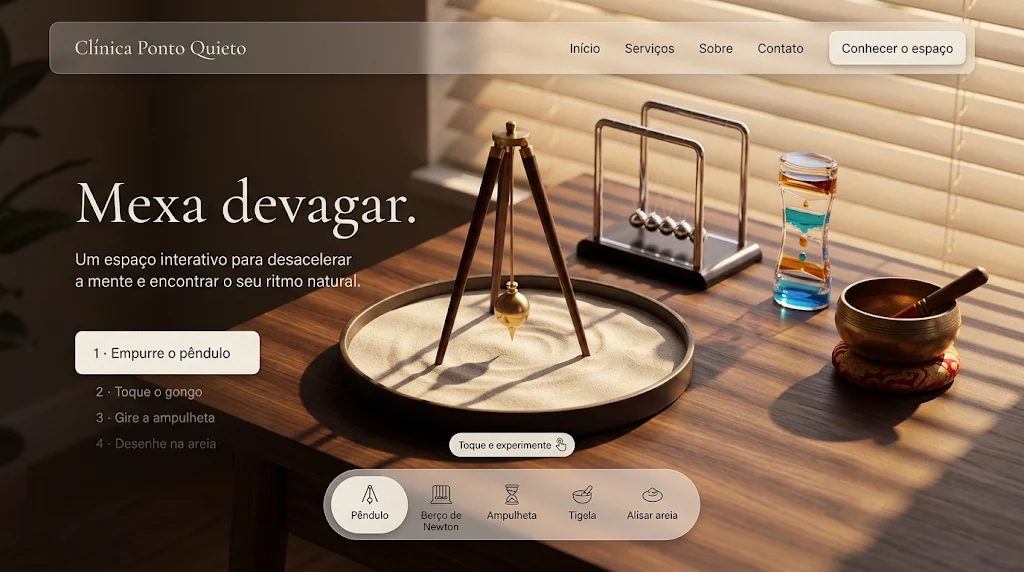 Clínica Ponto Quieto
Início
Serviços
Sobre
Contato
Conhecer o espaço
Mexa devagar.
Um espaço interativo para desacelerar
a mente e encontrar o seu ritmo natural.
1 · Empurre o pêndulo
2 · Toque o gongo
3 · Gire a ampulheta
4 · Desenhe na areia
Toque e experimente
Pêndulo
Berço de
Newton
Ampulheta
Tigela
Alisar areia